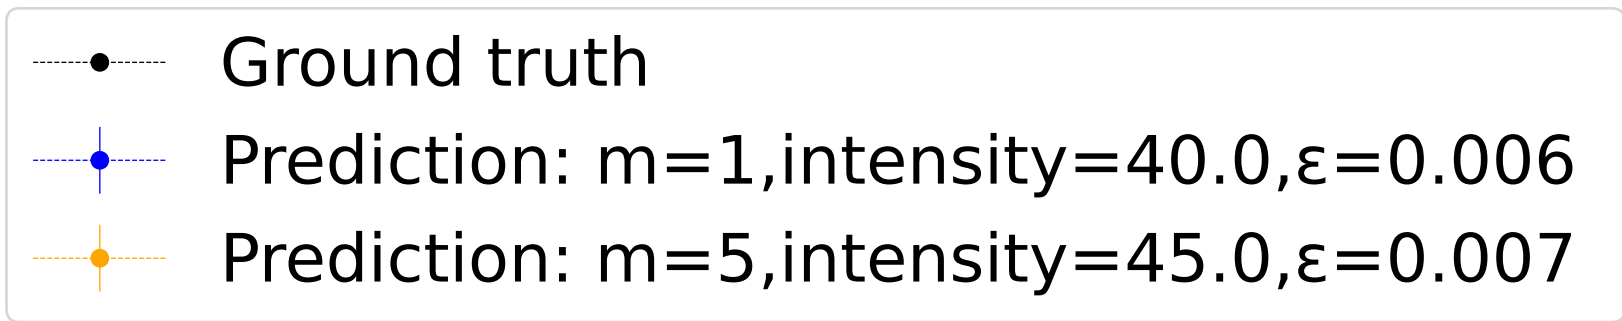 Ground truth
Prediction: m=1,intensity=40.0,ε=0.006
Prediction: m=5,intensity=45.0,ε=0.007